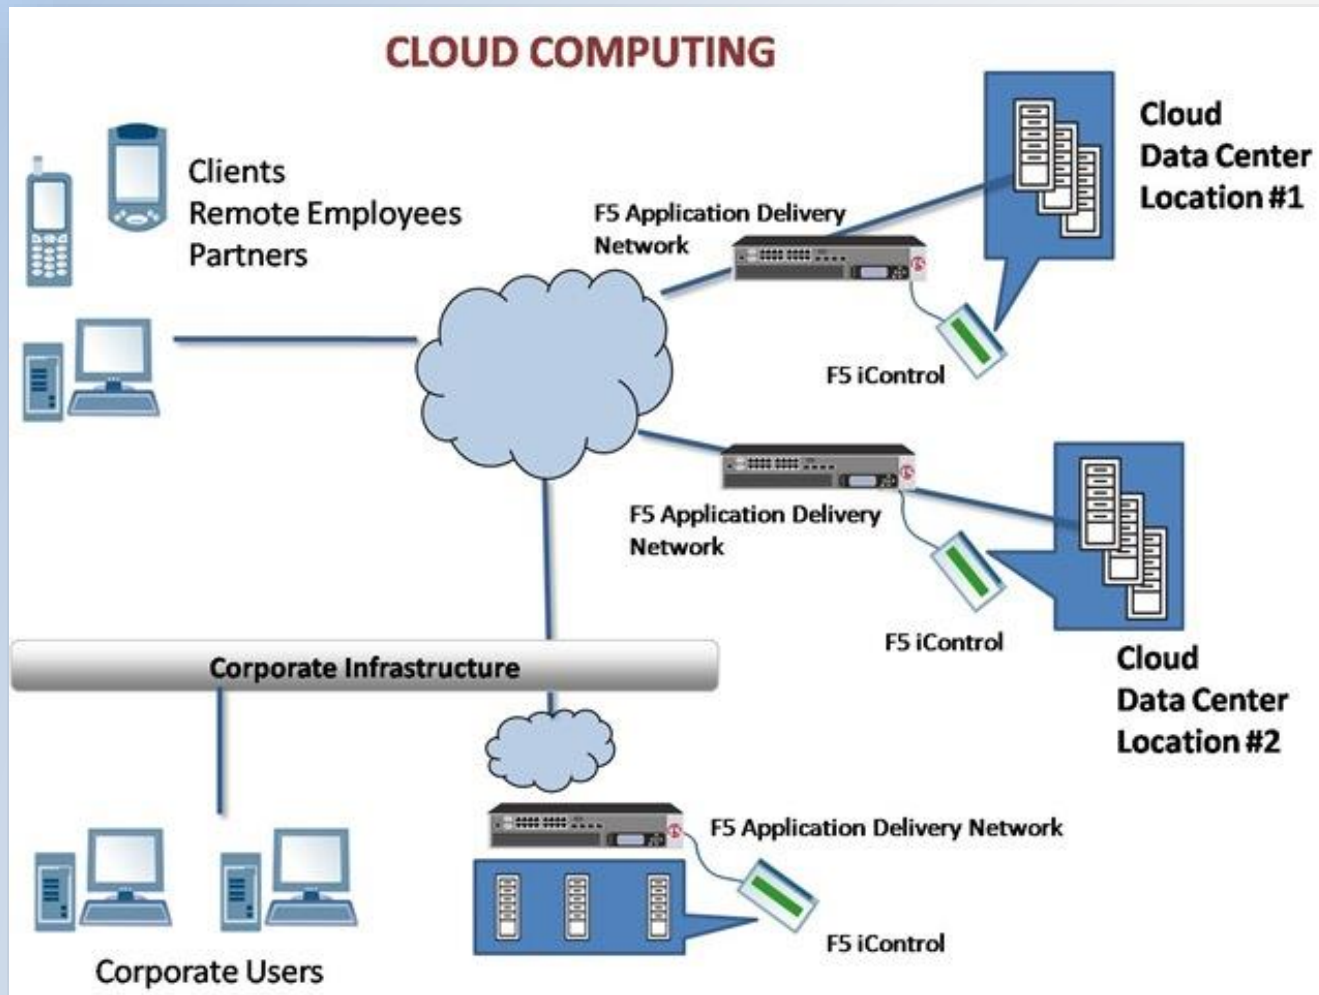 CLOUD COMPUTING
Clients
Remote Employees
Partners
F5 Application Delivery
Network
F5 iControl
Cloud
Data Center
Location #1
F5 Application Delivery
Network
F5 iControl
Cloud
Data Center
Location #2
Corporate Infrastructure
F5 Application Delivery Network
F5 iControl
Corporate Users